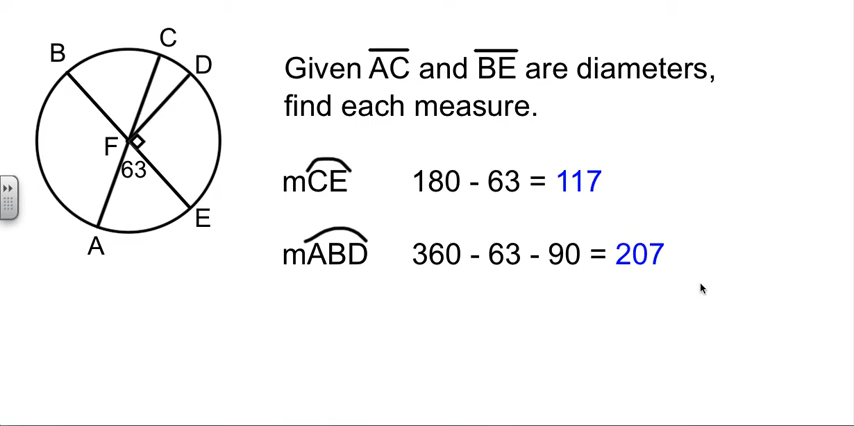 B
C
D
F
63
E
A
Given AC and BE are diameters,
find each measure.
mCE 180 - 63 = 117
mABD 360 - 63 - 90 = 207